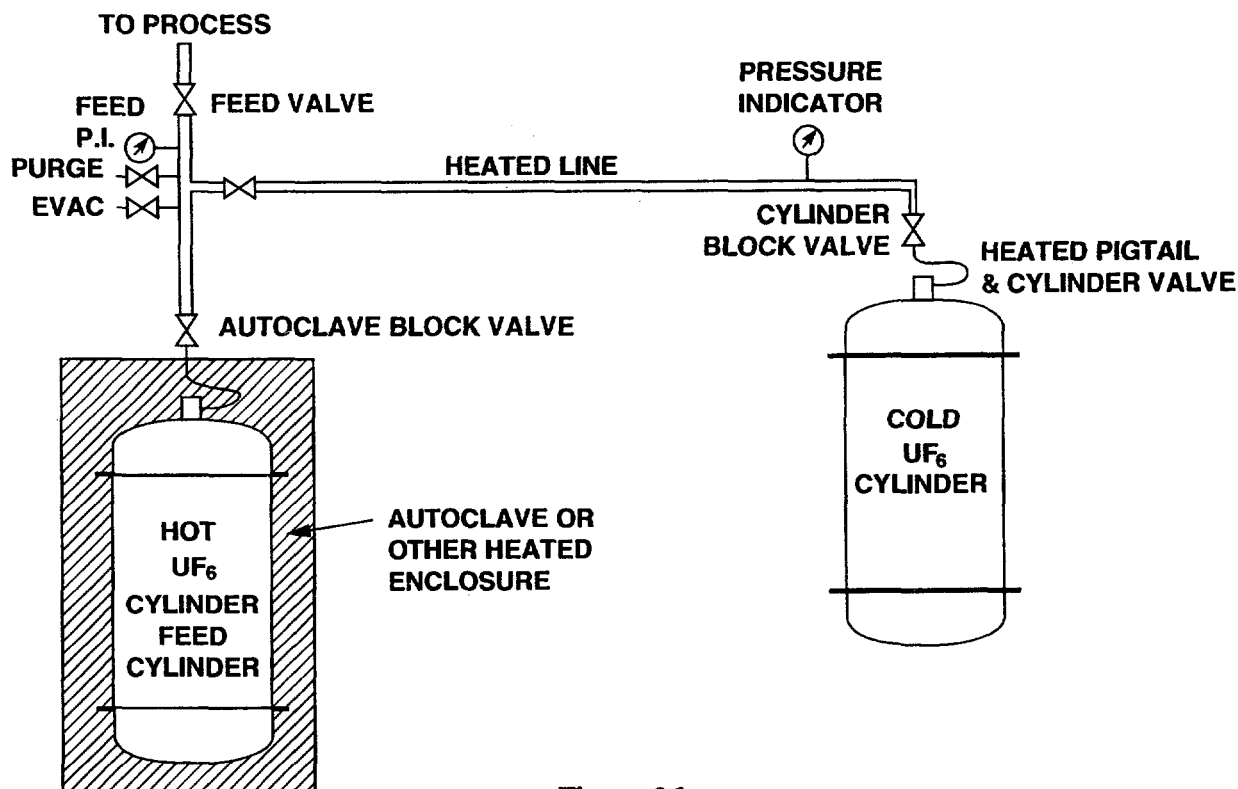 TO PROCESS
FEED VALVE
FEED
P.I.
PURGE
EVAC
HEATED LINE
PRESSURE
INDICATOR
CYLINDER
BLOCK VALVE
HEATED PIGTAIL
& CYLINDER VALVE
AUTOCLAVE BLOCK VALVE
HOT
UF6
CYLINDER
FEED
CYLINDER
AUTOCLAVE OR
OTHER HEATED
ENCLOSURE
COLD
UF6
CYLINDER